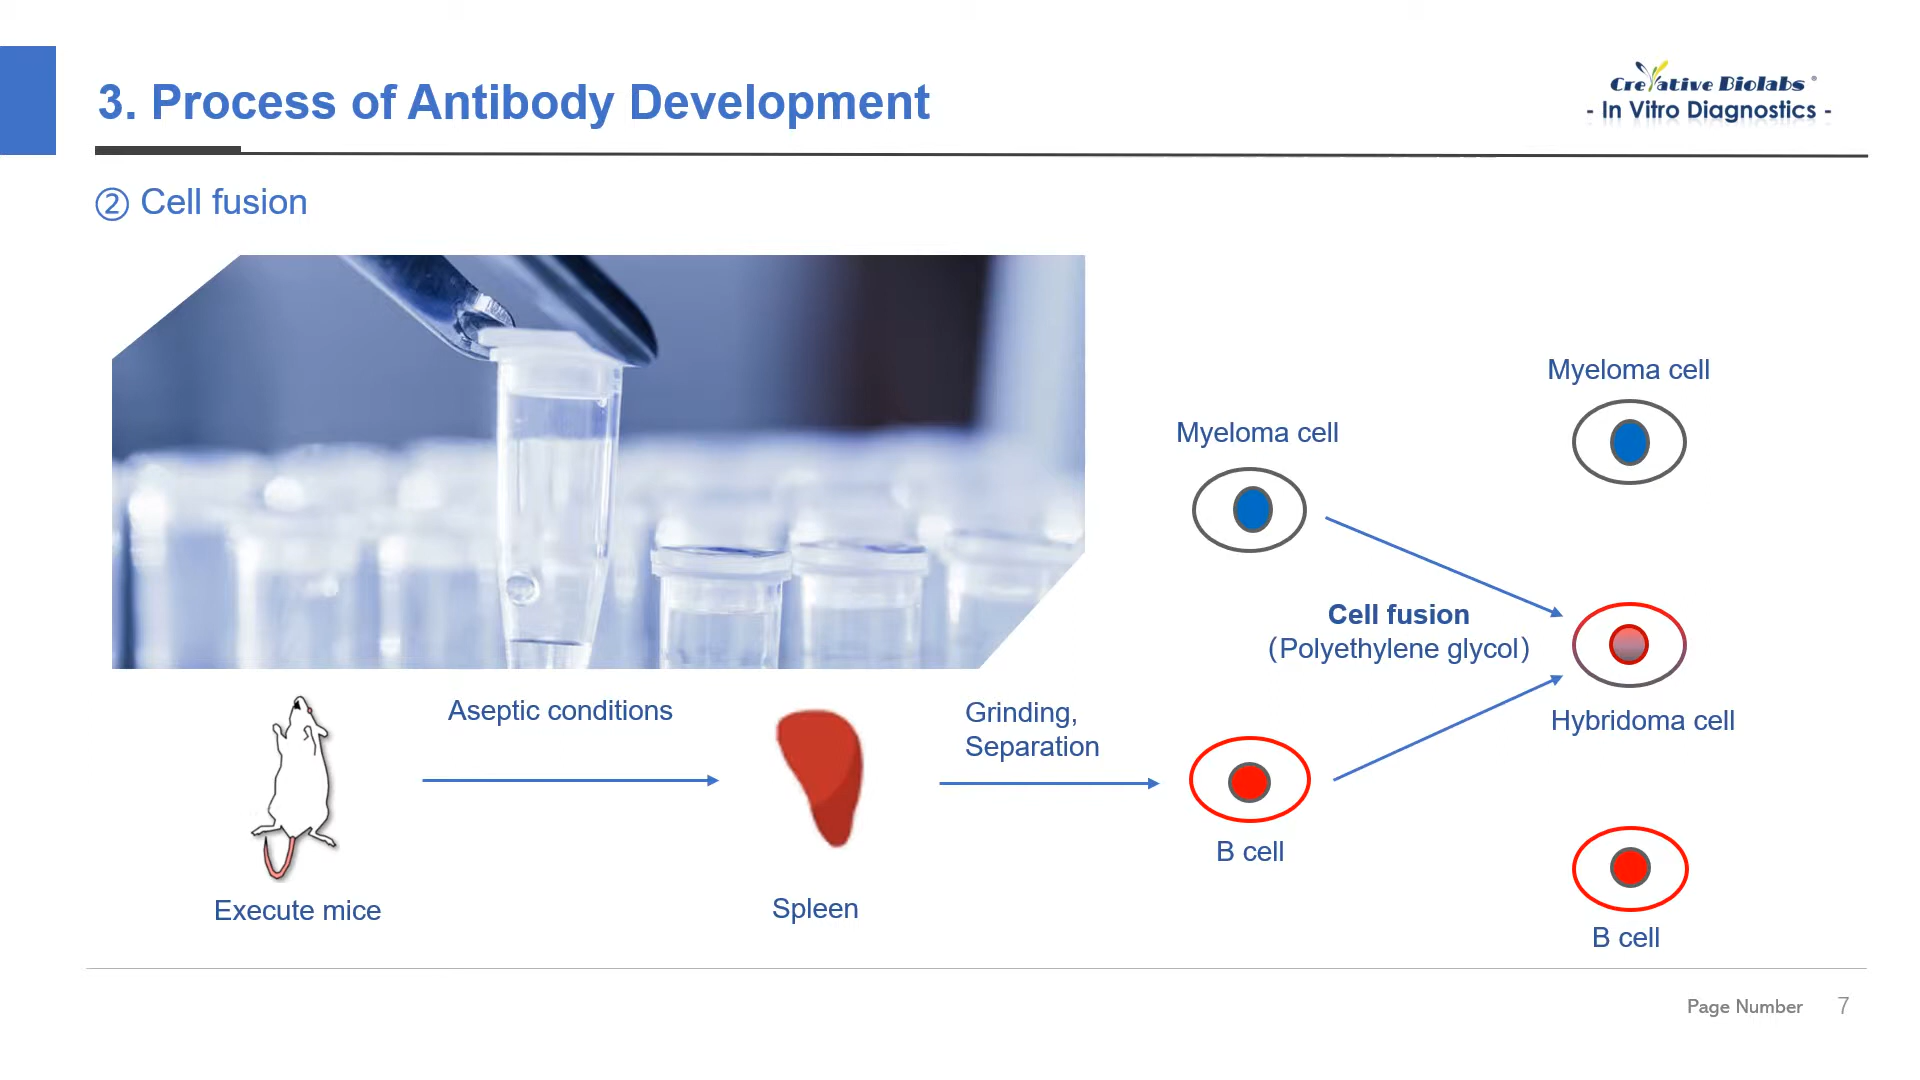 3. Process of Antibody Development
Creative Biolabs®
- In Vitro Diagnostics -
② Cell fusion
Myeloma cell
Myeloma cell
Cell fusion
(Polyethylene glycol)
Hybridoma cell
Aseptic conditions
Grinding,
Separation
B cell
Execute mice
Spleen
B cell
Page Number 7